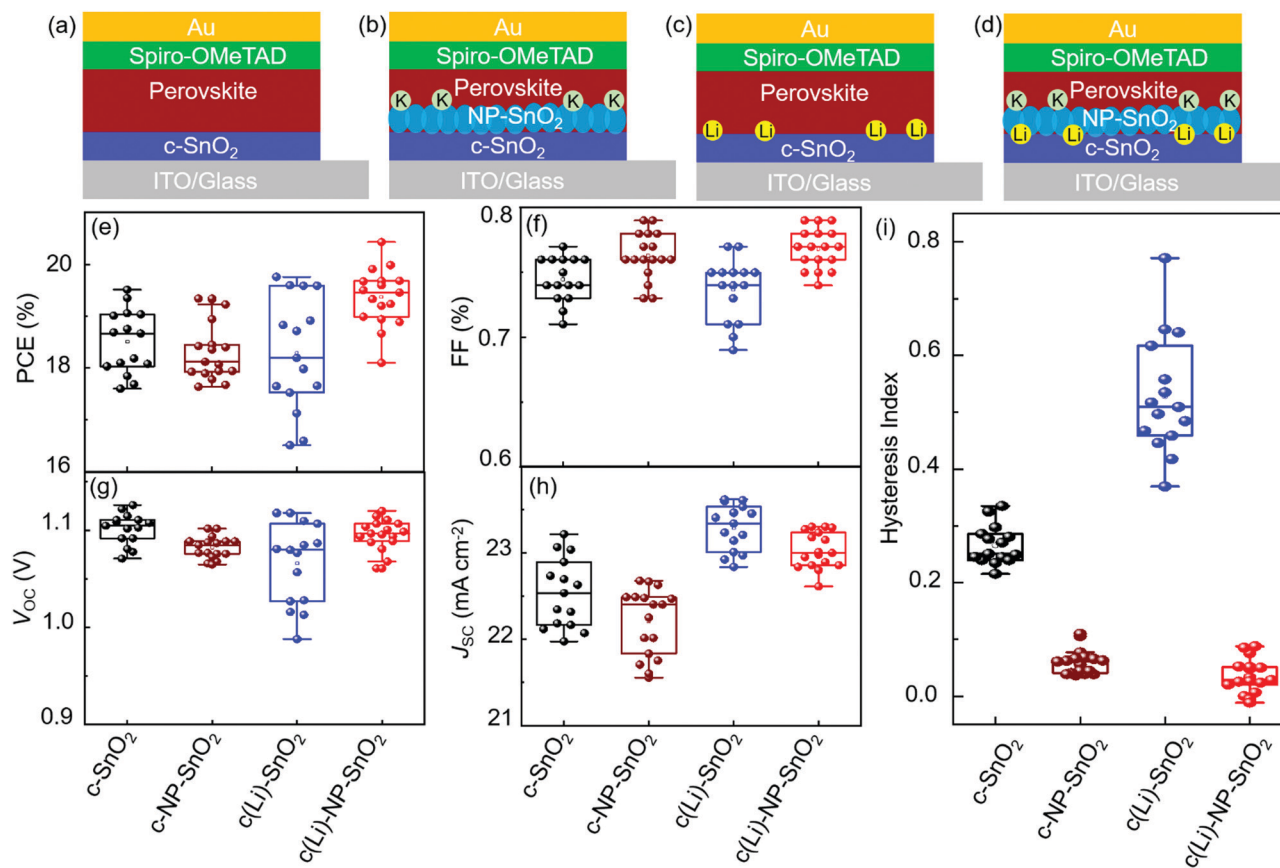 (a)
Au
Spiro-OMeTAD
Perovskite
c-SnO₂
ITO/Glass
(b)
Au
Spiro-OMeTAD
Perovskite
K K K K
NP-SnO₂
c-SnO₂
ITO/Glass
(c)
Au
Spiro-OMeTAD
Perovskite
Li Li Li Li
c-SnO₂
ITO/Glass
(d)
Au
Spiro-OMeTAD
Perovskite
K K K K
NP-SnO₂
Li Li Li Li
c-SnO₂
ITO/Glass
(e)
PCE (%)
20
18
16
(f)
FF (%)
0.8
0.7
0.6
(g)
V_OC (V)
1.1
1.0
0.9
c-SnO₂
c-NP-SnO₂
c(Li)-SnO₂
c(Li)-NP-SnO₂
(h)
J_SC (mA cm⁻²)
23
22
21
c-SnO₂
c-NP-SnO₂
c(Li)-SnO₂
c(Li)-NP-SnO₂
(i)
Hysteresis Index
0.8
0.6
0.4
0.2
0.0
c-SnO₂
c-NP-SnO₂
c(Li)-SnO₂
c(Li)-NP-SnO₂